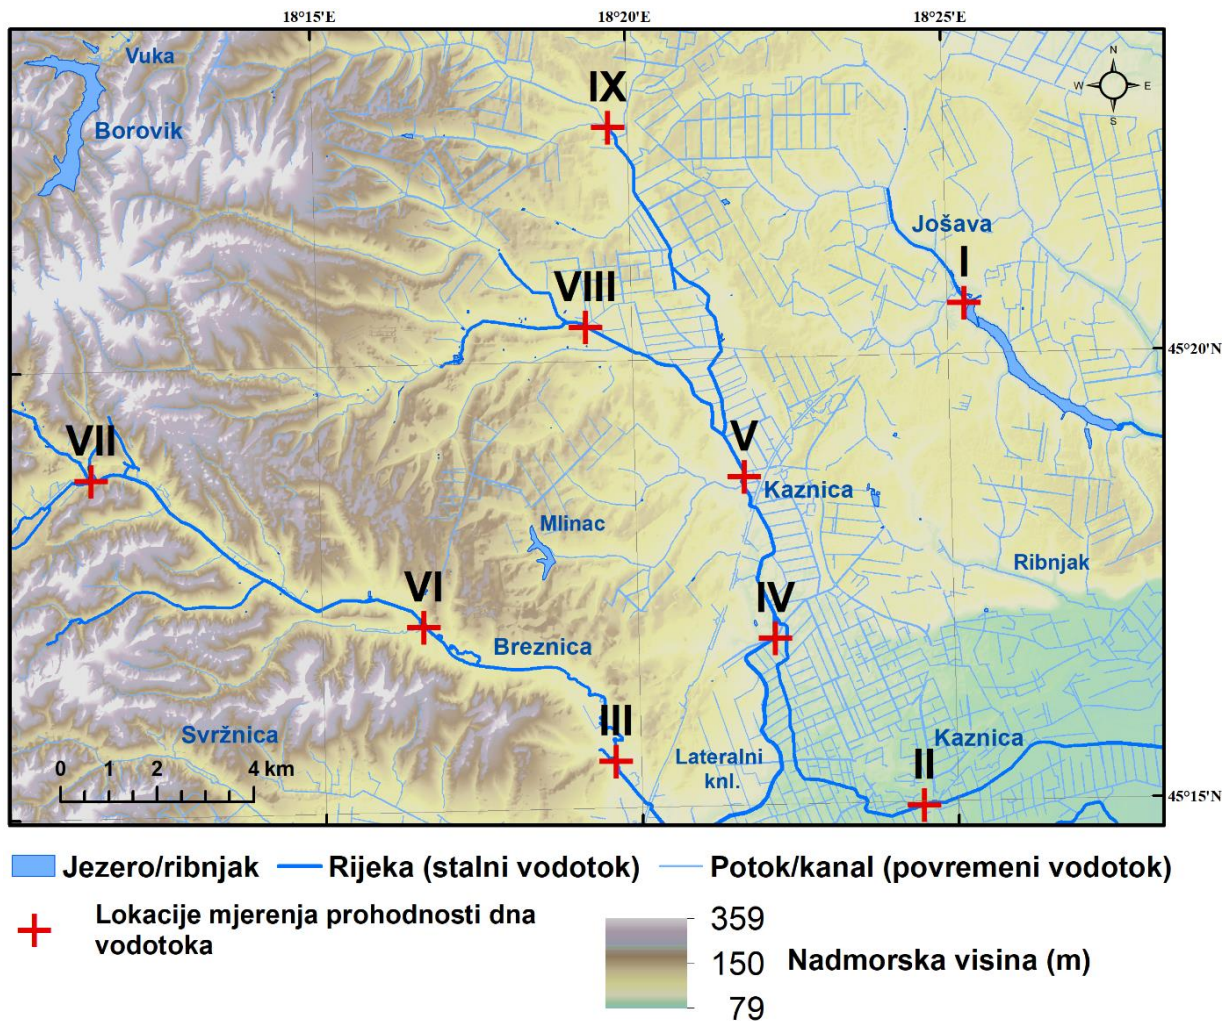 18°15'E
18°20'E
18°25'E
Vuka
Borovik
IX
N
W
E
S
Jošava
I
VIII
45°20'N
VII
V
Kaznica
Mlinac
Ribnjak
VI
IV
Breznica
III
Svržnica
Kaznica
Lateralni
knl.
II
0 1 2 4 km
45°15'N
Jezero/ribnjak
Rijeka (stalni vodotok)
Potok/kanal (povremeni vodotok)
Lokacije mjerenja prohodnosti dna
vodotoka
359
150
79
Nadmorska visina (m)